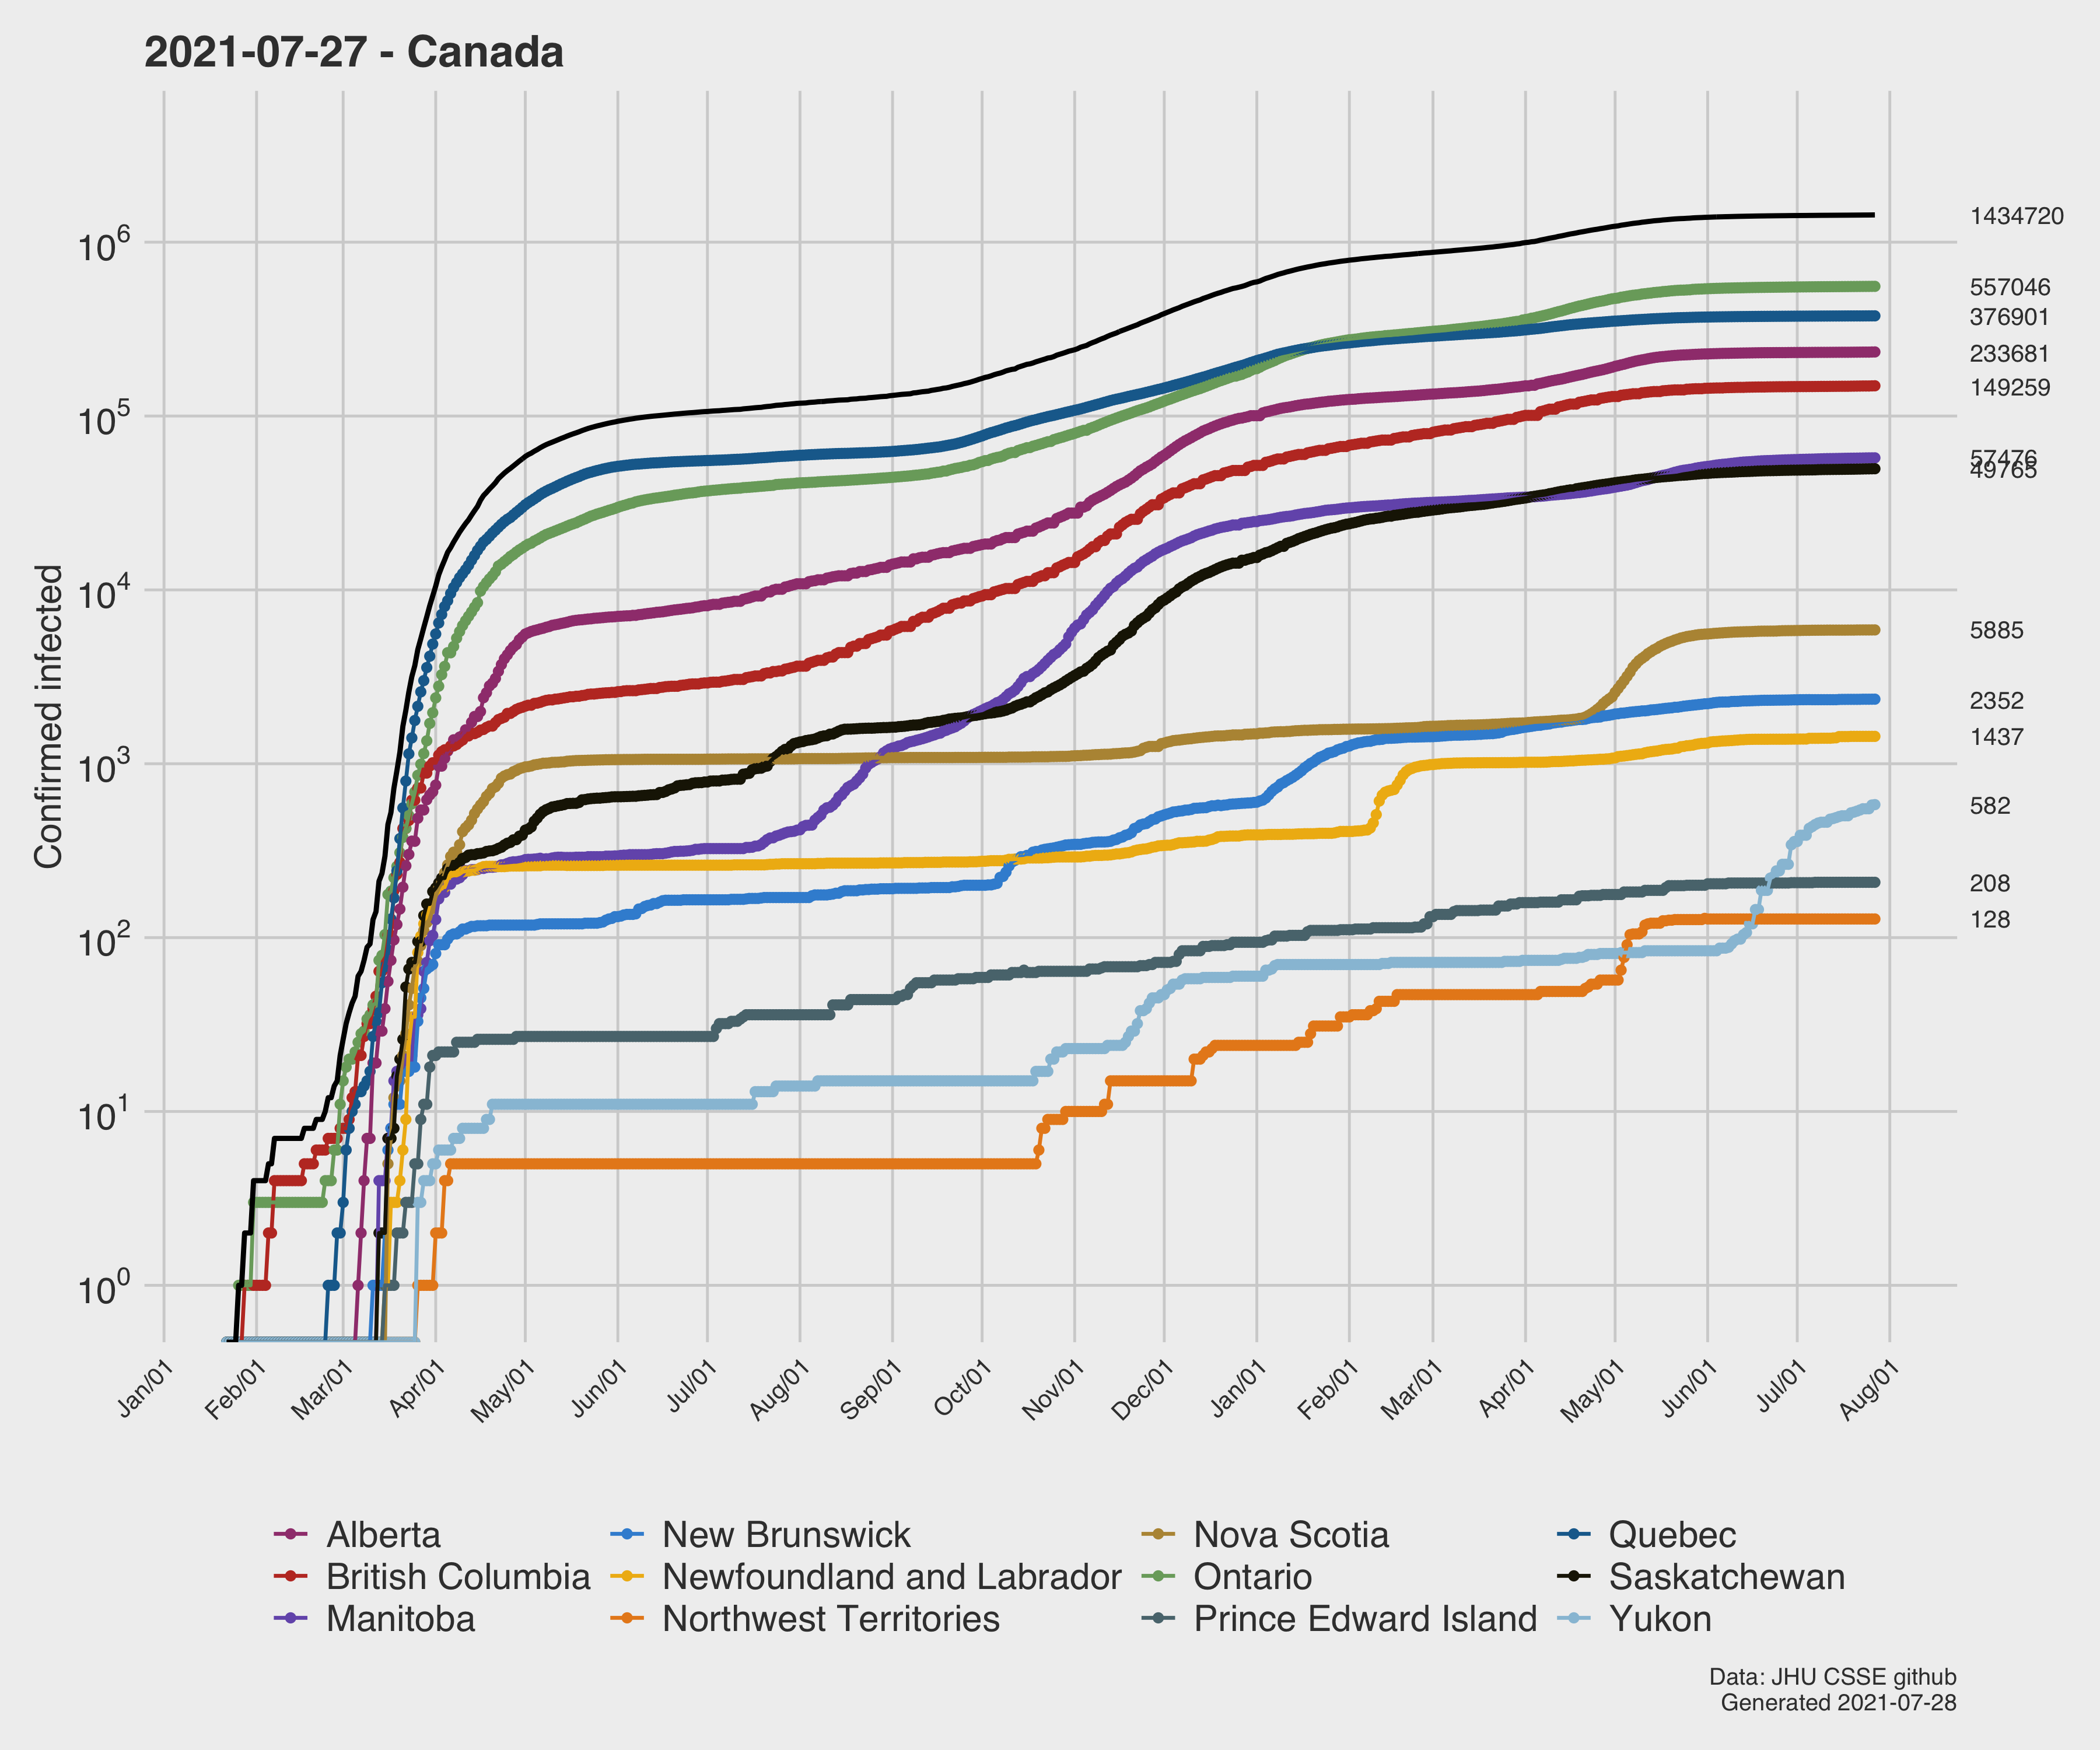 2021-07-27 - Canada
Confirmed infected
10^6
10^5
10^4
10^3
10^2
10^1
10^0
1434720
557046
376901
233681
149259
57476
49765
5885
2352
1437
582
208
128
Jan/01 Feb/01 Mar/01 Apr/01 May/01 Jun/01 Jul/01 Aug/01 Sep/01 Oct/01 Nov/01 Dec/01 Jan/01 Feb/01 Mar/01 Apr/01 May/01 Jun/01 Jul/01 Aug/01
Alberta New Brunswick Nova Scotia Quebec
British Columbia Newfoundland and Labrador Ontario Saskatchewan
Manitoba Northwest Territories Prince Edward Island Yukon
Data: JHU CSSE github
Generated 2021-07-28